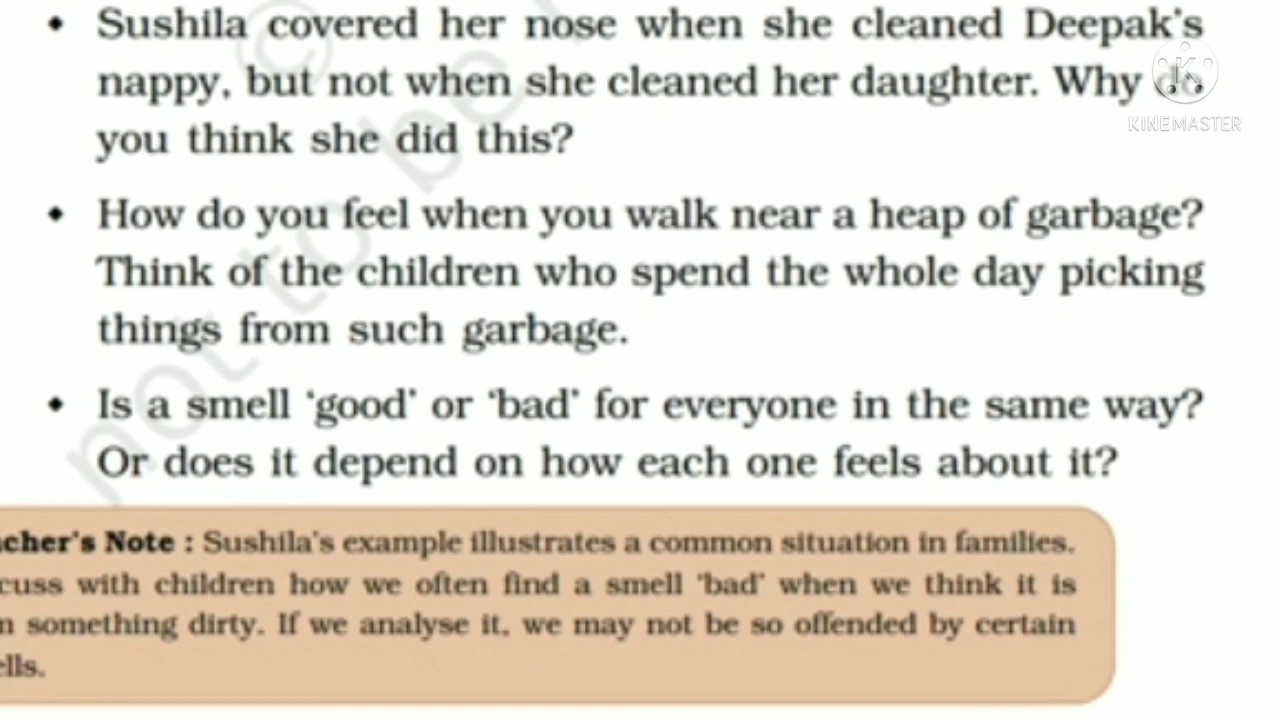 • Sushila covered her nose when she cleaned Deepak's
nappy, but not when she cleaned her daughter. Why do
you think she did this?
KINEMASTER
• How do you feel when you walk near a heap of garbage?
Think of the children who spend the whole day picking
things from such garbage.
• Is a smell 'good' or 'bad' for everyone in the same way?
Or does it depend on how each one feels about it?
cher's Note : Sushila's example illustrates a common situation in families.
cuss with children how we often find a smell 'bad' when we think it is
n something dirty. If we analyse it, we may not be so offended by certain
ells.
© not to be